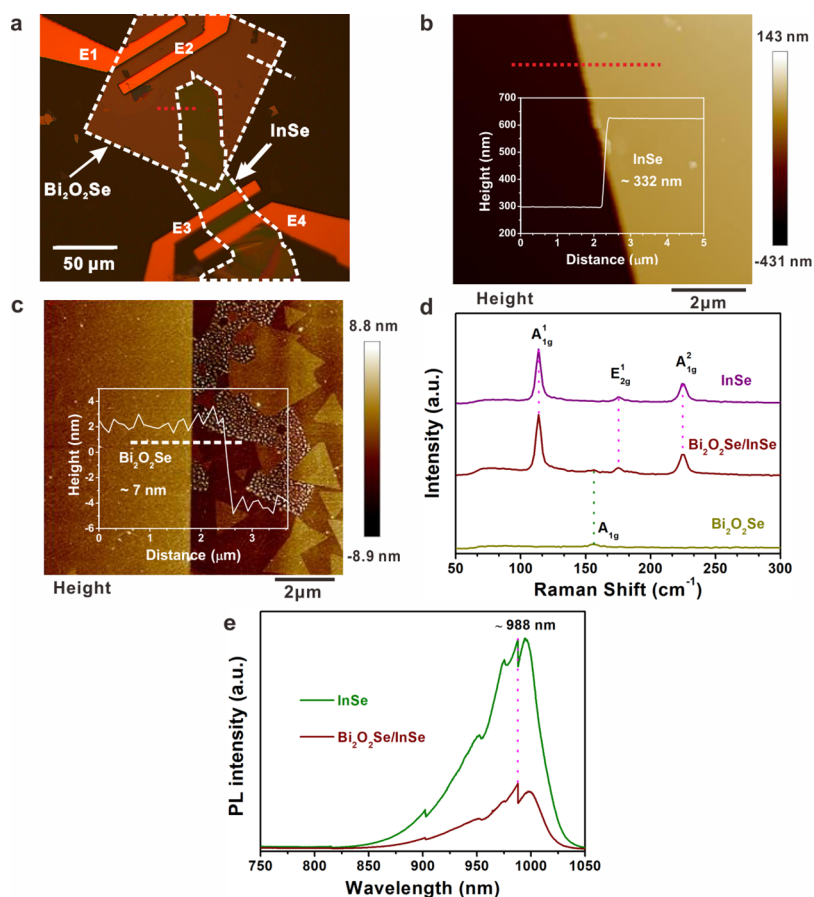 a
E1
E2
InSe
Bi₂O₂Se
E3
E4
50 µm
b
143 nm
700
600
500
400
300
200
Height (nm)
InSe
~ 332 nm
0 1 2 3 4 5
Distance (µm)
-431 nm
Height
2µm
c
8.8 nm
4
2
0
-2
-4
-6
Height (nm)
Bi₂O₂Se
~ 7 nm
0 1 2 3
Distance (µm)
-8.9 nm
Height
2µm
d
A¹₁g
E¹₂g
A²₁g
InSe
Bi₂O₂Se/InSe
Bi₂O₂Se
A₁g
Intensity (a.u.)
50 100 150 200 250 300
Raman Shift (cm⁻¹)
e
~ 988 nm
InSe
Bi₂O₂Se/InSe
PL intensity (a.u.)
750 800 850 900 950 1000 1050
Wavelength (nm)